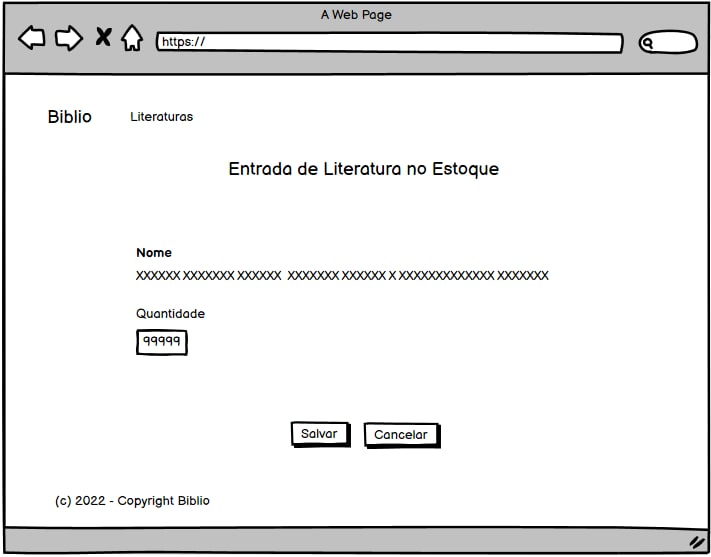 A Web Page
https://
Biblio Literaturas
Entrada de Literatura no Estoque
Nome
XXXXXX XXXXXXX XXXXXX XXXXXXX XXXXXX X XXXXXXXXXXXXX XXXXXXX
Quantidade
99999
Salvar Cancelar
(c) 2022 - Copyright Biblio